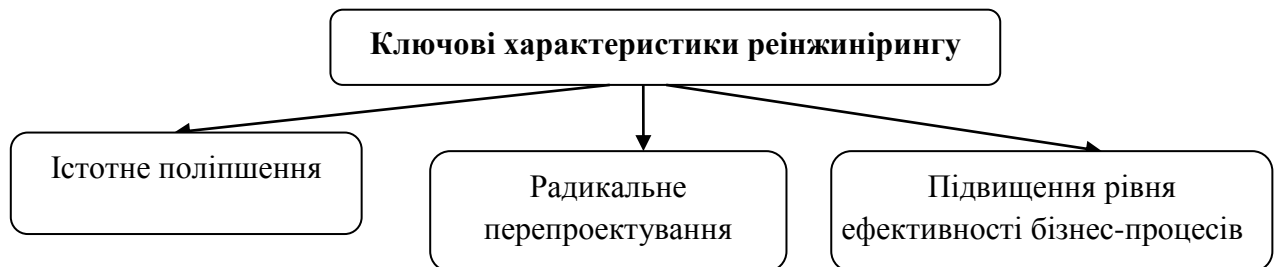 Ключові характеристики реінжинірингу
Істотне поліпшення
Радикальне
перепроектування
Підвищення рівня
ефективності бізнес-процесів